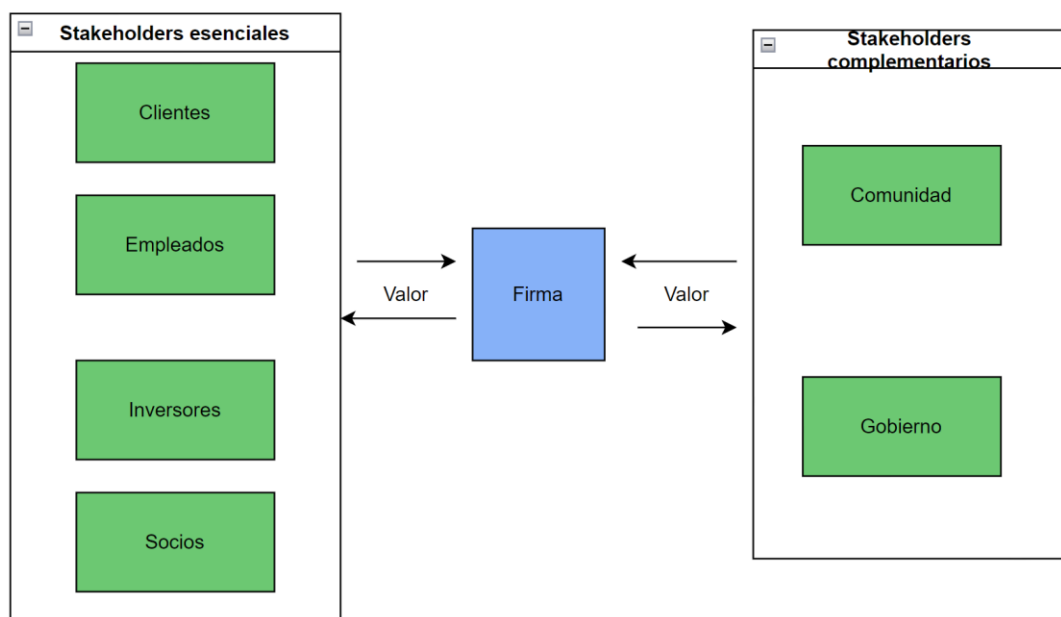 Stakeholders esenciales
Clientes
Empleados
Inversores
Socios
Valor
Firma
Valor
Stakeholders
complementarios
Comunidad
Gobierno